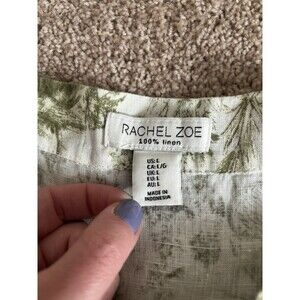 RACHEL ZOE
100% linen
US:L
CA:L/G
UK:L
EU:L
AU:L
MADE IN
INDONESIA